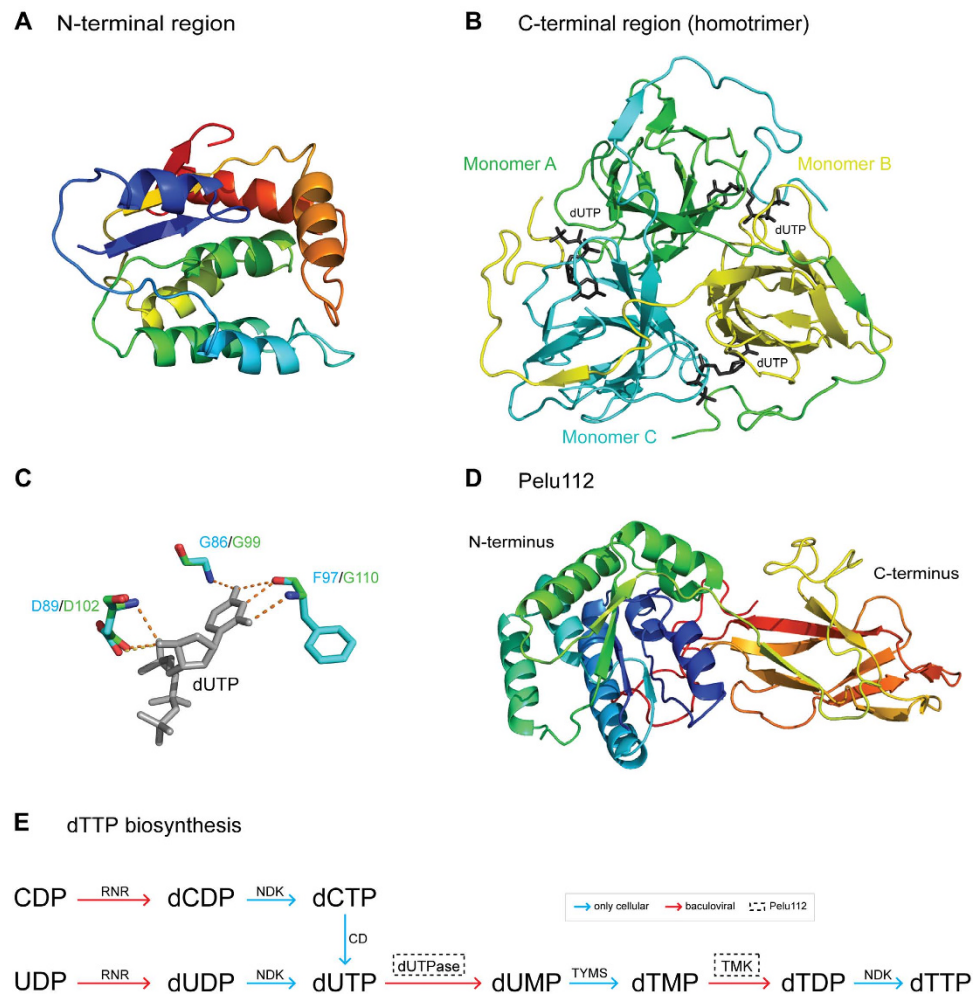 A N-terminal region
B C-terminal region (homotrimer)
Monomer A
Monomer B
dUTP
dUTP
dUTP
Monomer C
C
G86/G99
F97/G110
D89/D102
dUTP
D Pelu112
N-terminus
C-terminus
E dTTP biosynthesis
CDP RNR dCDP NDK dCTP
only cellular baculoviral Pelu112
CD
UDP RNR dUDP NDK dUTP dUTPase dUMP TYMS dTMP TMK dTDP NDK dTTP